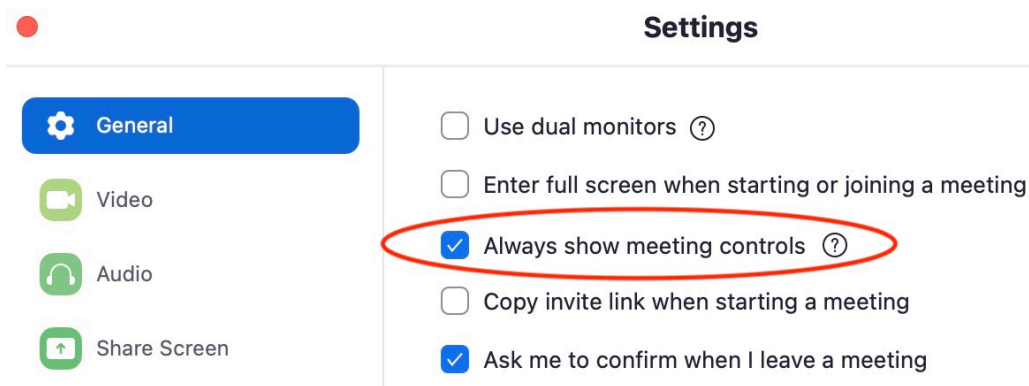 Settings
General
Video
Audio
Share Screen
Use dual monitors ?
Enter full screen when starting or joining a meeting
Always show meeting controls ?
Copy invite link when starting a meeting
Ask me to confirm when I leave a meeting